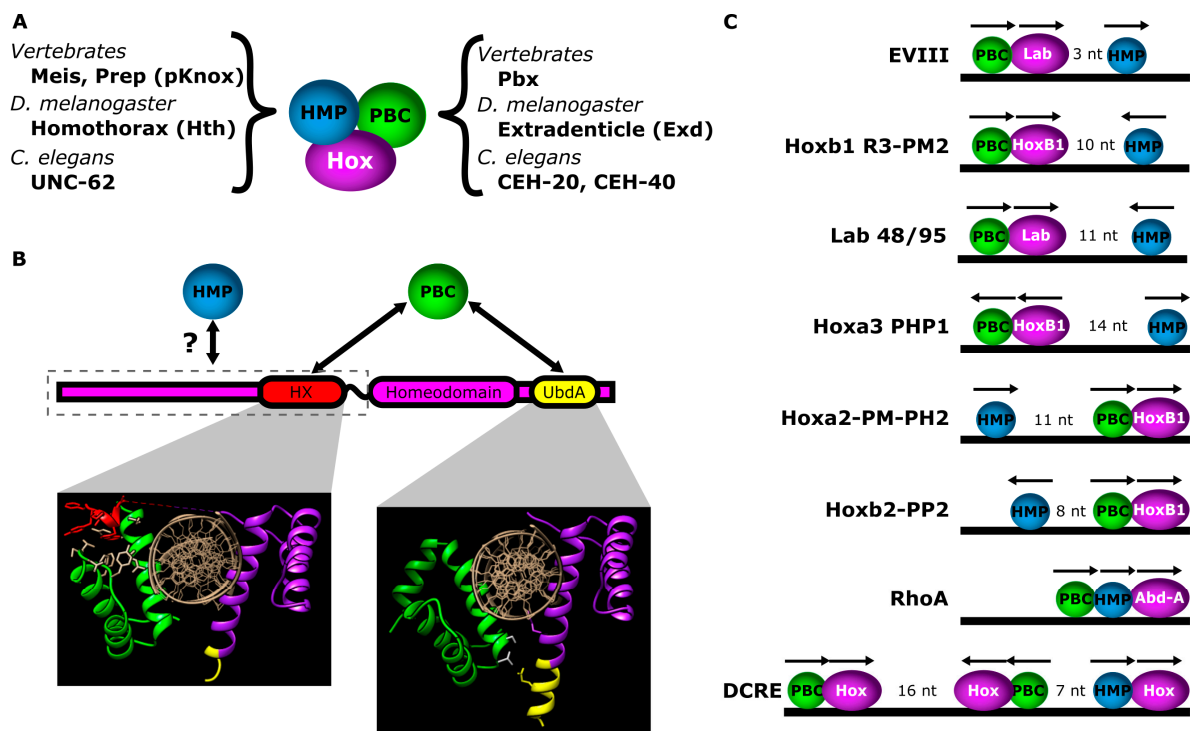 A
Vertebrates
Meis, Prep (pKnox)
D. melanogaster
Homothorax (Hth)
C. elegans
UNC-62
HMP
PBC
Hox
Vertebrates
Pbx
D. melanogaster
Extradenticle (Exd)
C. elegans
CEH-20, CEH-40
B
HMP
PBC
?
HX
Homeodomain
UbdA
C
EVIII
PBC Lab 3 nt HMP
Hoxb1 R3-PM2
PBC HoxB1 10 nt HMP
Lab 48/95
PBC Lab 11 nt HMP
Hoxa3 PHP1
PBC HoxB1 14 nt HMP
Hoxa2-PM-PH2
HMP 11 nt PBC HoxB1
Hoxb2-PP2
HMP 8 nt PBC HoxB1
RhoA
PBC HMP Abd-A
DCRE
PBC Hox 16 nt Hox PBC 7 nt HMP Hox